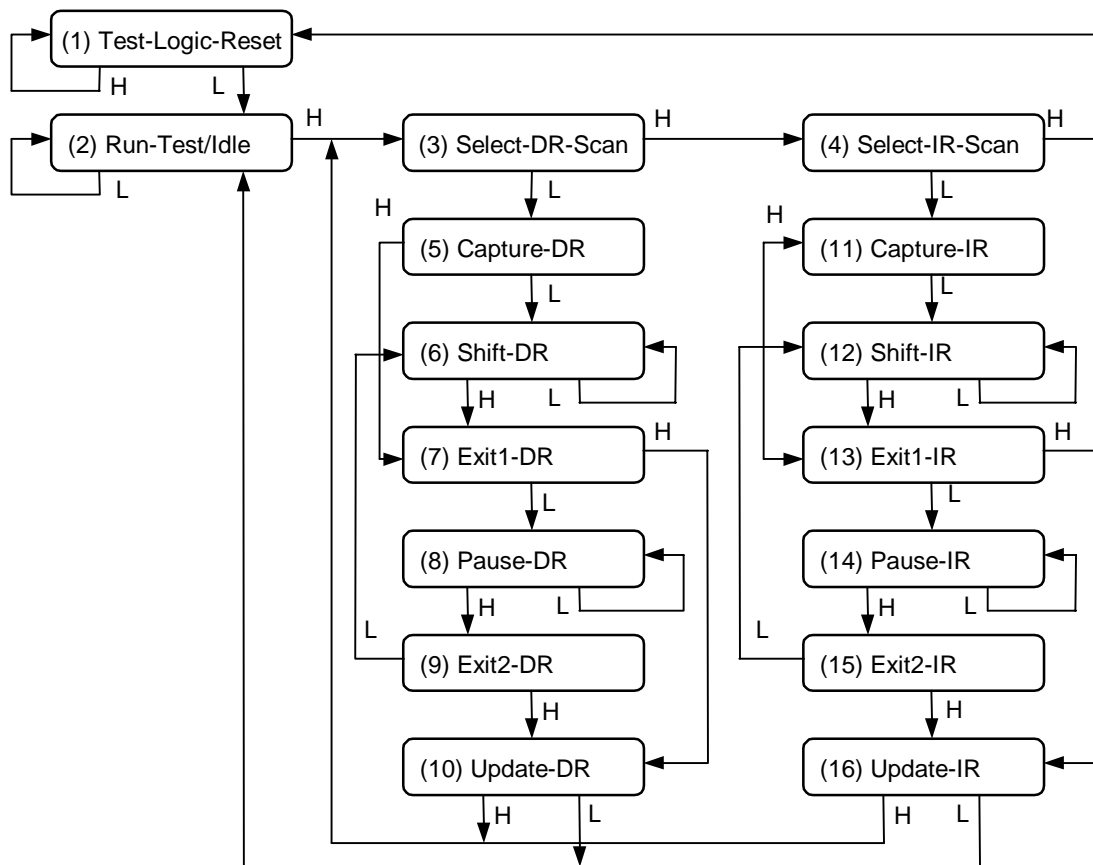 (1) Test-Logic-Reset
H
L
(2) Run-Test/Idle
H
L
(3) Select-DR-Scan
H
L
(4) Select-IR-Scan
H
L
H
(5) Capture-DR
L
(6) Shift-DR
H
L
(7) Exit1-DR
H
L
(8) Pause-DR
H
L
L
(9) Exit2-DR
H
(10) Update-DR
H
L
H
(11) Capture-IR
L
(12) Shift-IR
H
L
(13) Exit1-IR
H
L
(14) Pause-IR
H
L
L
(15) Exit2-IR
H
(16) Update-IR
H
L